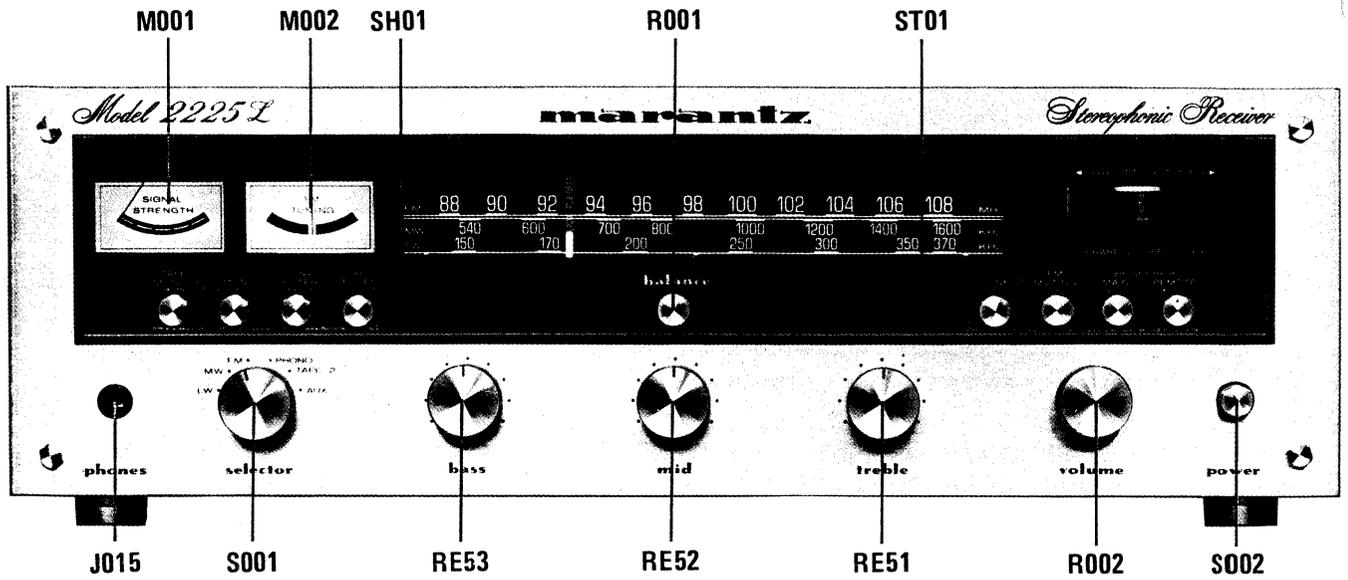 M001 M002 SH01 R001 ST01
Model 2225L marantz Stereophonic Receiver
SIGNAL
STRENGTH
TUNING
88 90 92 94 96 98 100 102 104 106 108
540 600 700 800 1000 1200 1400 1600
150 170 200 250 300 350 370
balance
FM PHONO
MW TAPE 2
LW AUX
phones selector bass mid treble volume power
J015 S001 RE53 RE52 RE51 R002 S002